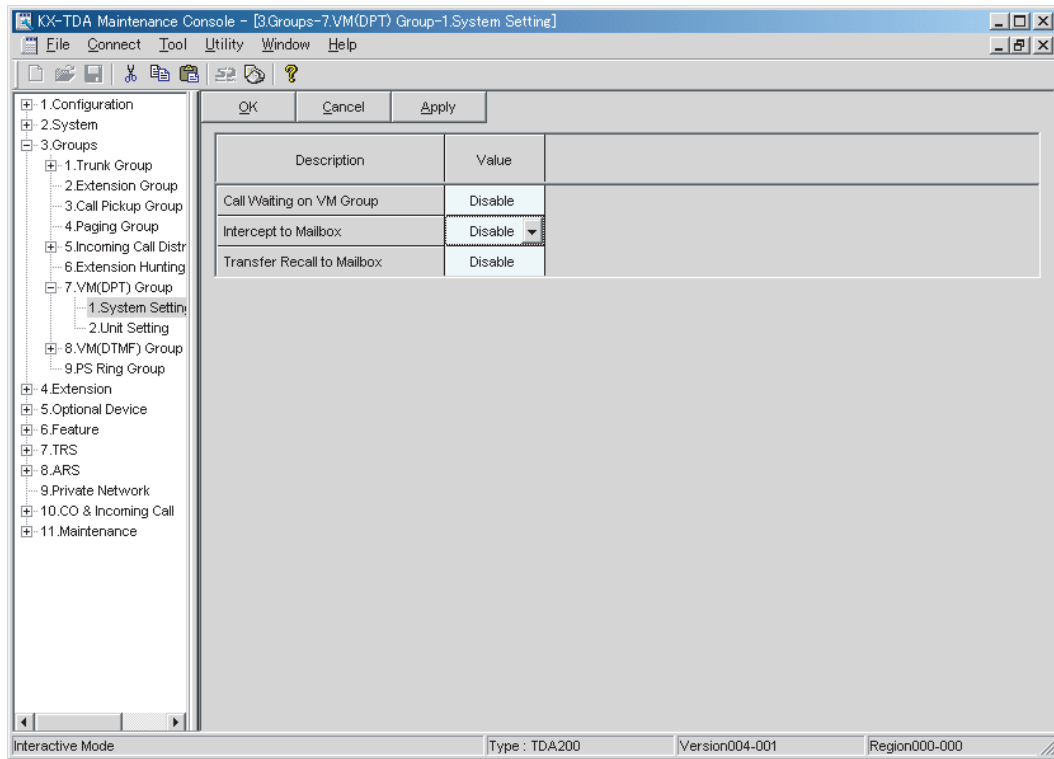 KX-TDA Maintenance Console - [3.Groups-7.VM(DPT) Group-1.System Setting]
File Connect Tool Utility Window Help
OK Cancel Apply
1.Configuration
2.System
3.Groups
1.Trunk Group
2.Extension Group
3.Call Pickup Group
4.Paging Group
5.Incoming Call Distr
6.Extension Hunting
7.VM(DPT) Group
1.System Setting
2.Unit Setting
8.VM(DTMF) Group
9.PS Ring Group
4.Extension
5.Optional Device
6.Feature
7.TRS
8.ARS
9.Private Network
10.CO & Incoming Call
11.Maintenance
Description Value
Call Waiting on VM Group Disable
Intercept to Mailbox Disable
Transfer Recall to Mailbox Disable
Interactive Mode Type : TDA200 Version004-001 Region000-000